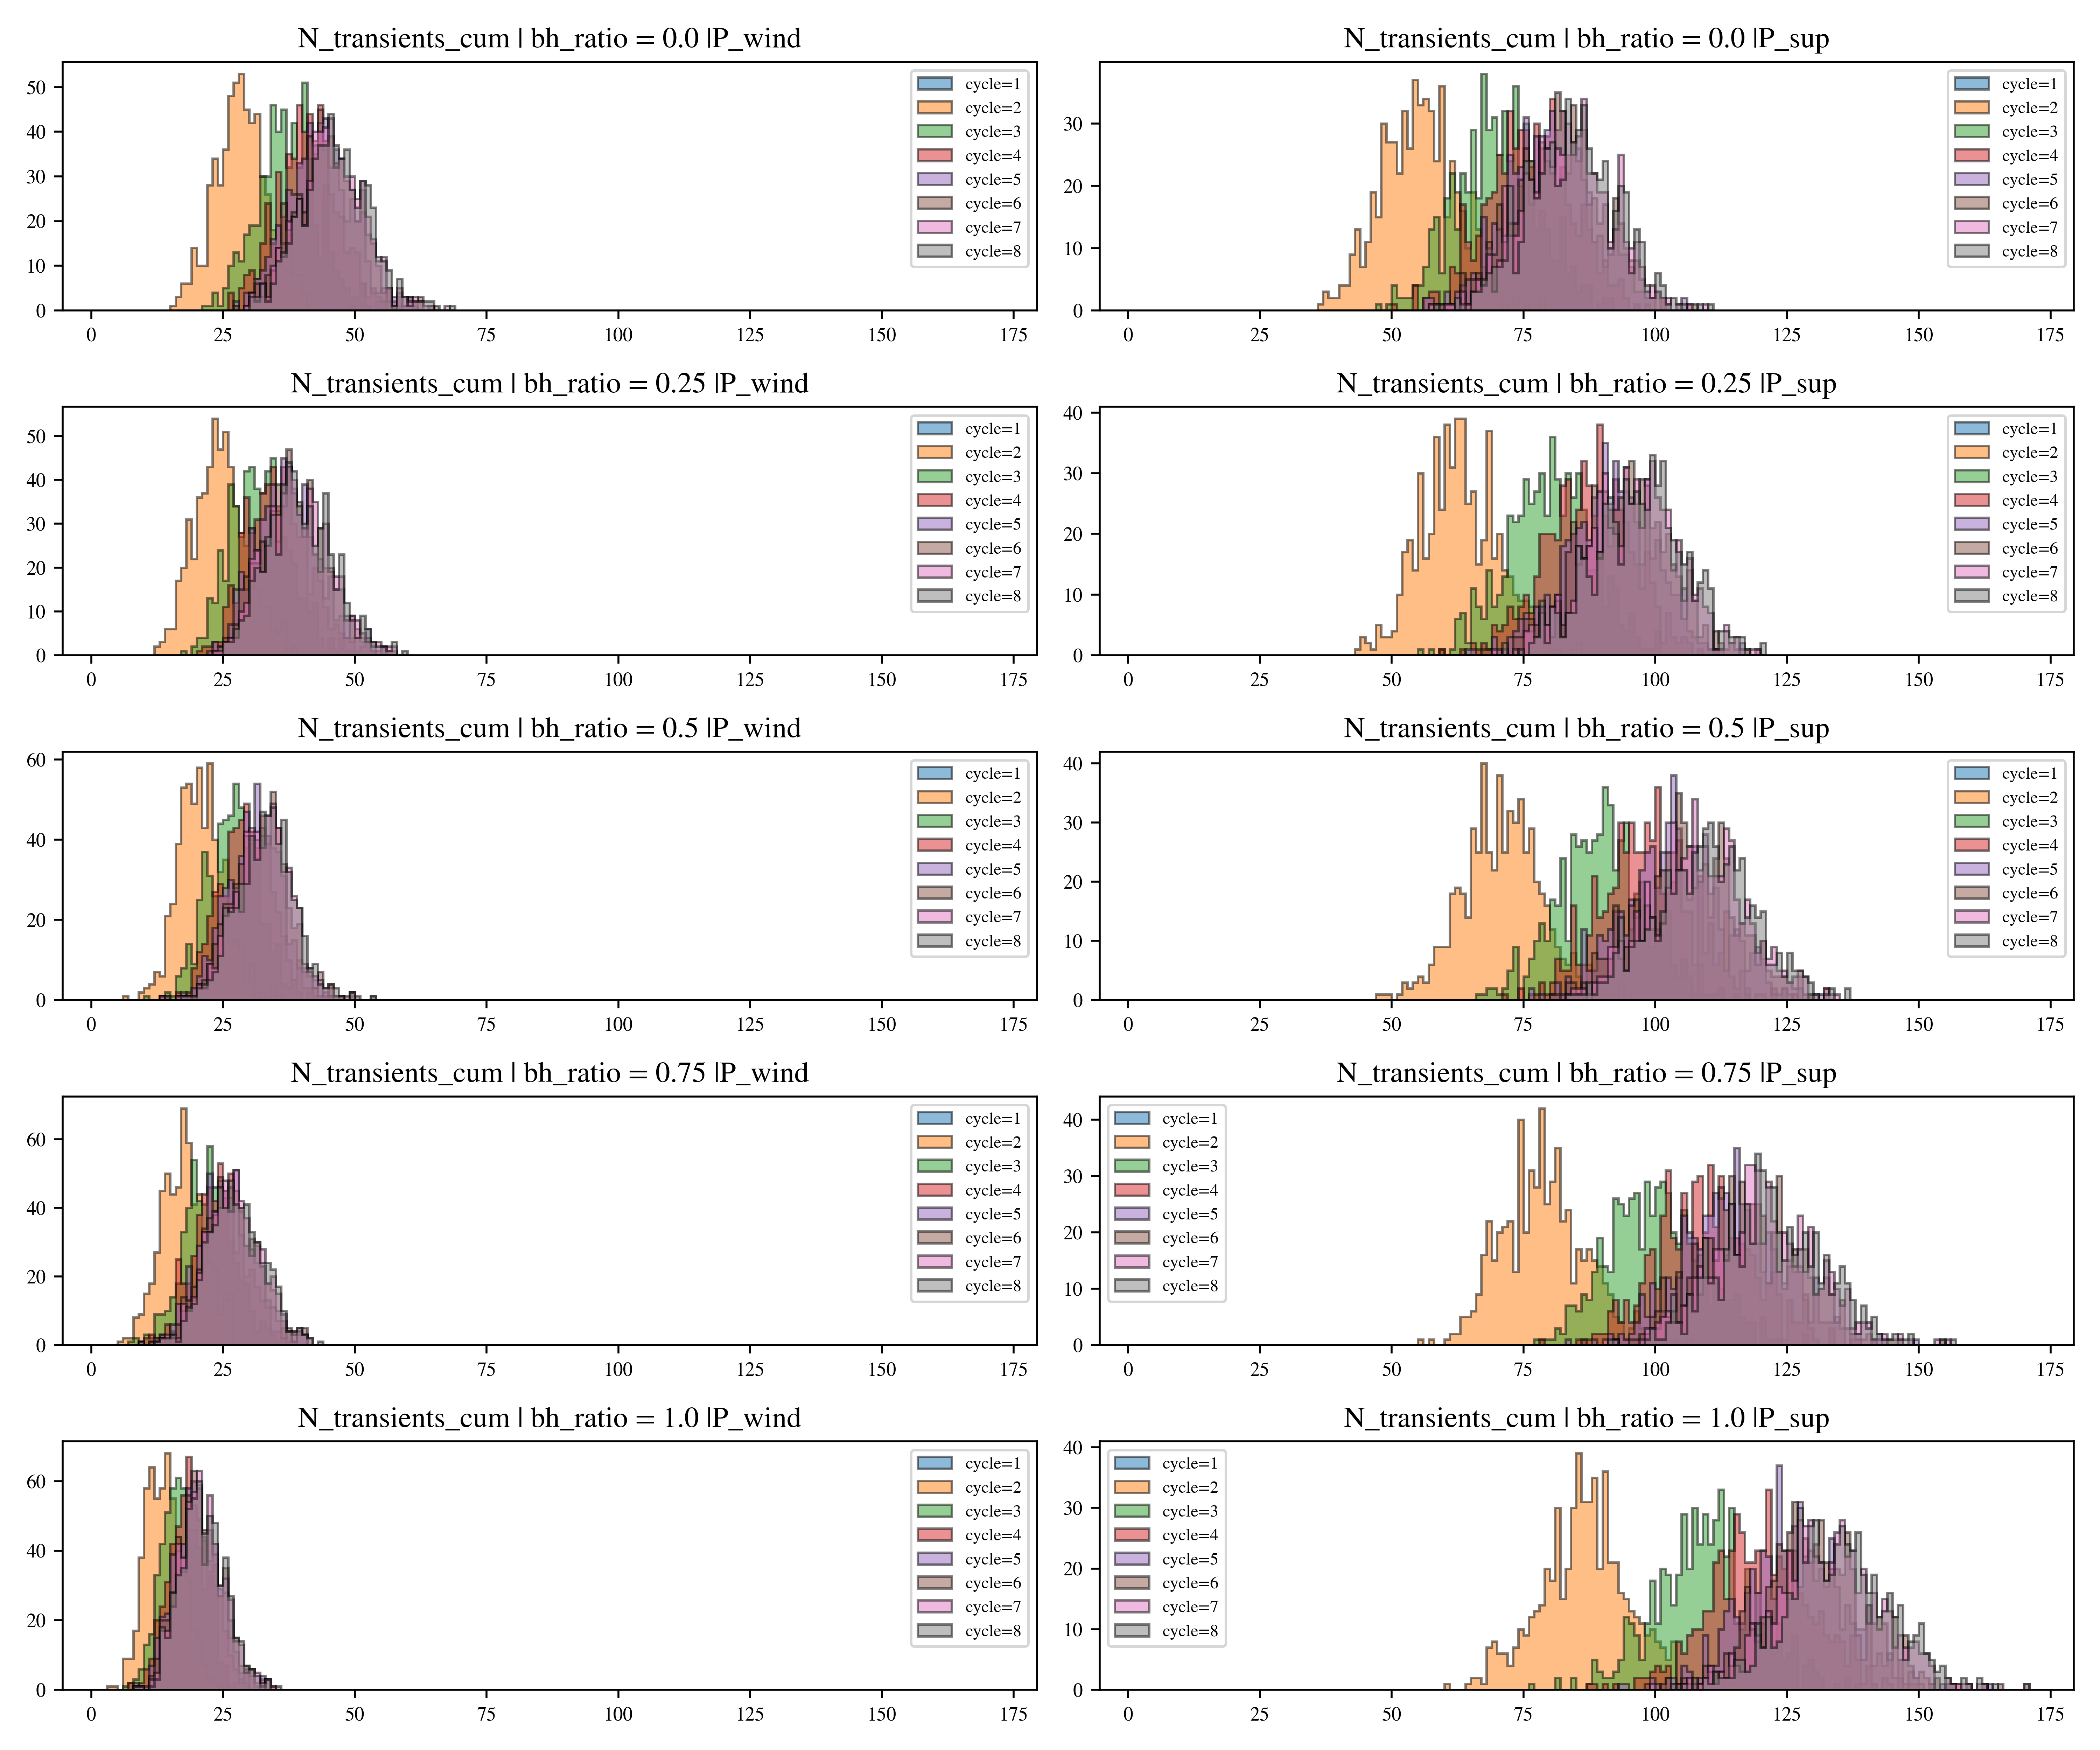 N_transients_cum | bh_ratio = 0.0 |P_wind
50
40
30
20
10
0
0 25 50 75 100 125 150 175
cycle=1
cycle=2
cycle=3
cycle=4
cycle=5
cycle=6
cycle=7
cycle=8
N_transients_cum | bh_ratio = 0.0 |P_sup
30
20
10
0
0 25 50 75 100 125 150 175
cycle=1
cycle=2
cycle=3
cycle=4
cycle=5
cycle=6
cycle=7
cycle=8
N_transients_cum | bh_ratio = 0.25 |P_wind
50
40
30
20
10
0
0 25 50 75 100 125 150 175
cycle=1
cycle=2
cycle=3
cycle=4
cycle=5
cycle=6
cycle=7
cycle=8
N_transients_cum | bh_ratio = 0.25 |P_sup
40
30
20
10
0
0 25 50 75 100 125 150 175
cycle=1
cycle=2
cycle=3
cycle=4
cycle=5
cycle=6
cycle=7
cycle=8
N_transients_cum | bh_ratio = 0.5 |P_wind
60
40
20
0
0 25 50 75 100 125 150 175
cycle=1
cycle=2
cycle=3
cycle=4
cycle=5
cycle=6
cycle=7
cycle=8
N_transients_cum | bh_ratio = 0.5 |P_sup
40
30
20
10
0
0 25 50 75 100 125 150 175
cycle=1
cycle=2
cycle=3
cycle=4
cycle=5
cycle=6
cycle=7
cycle=8
N_transients_cum | bh_ratio = 0.75 |P_wind
60
40
20
0
0 25 50 75 100 125 150 175
cycle=1
cycle=2
cycle=3
cycle=4
cycle=5
cycle=6
cycle=7
cycle=8
N_transients_cum | bh_ratio = 0.75 |P_sup
40
30
20
10
0
0 25 50 75 100 125 150 175
cycle=1
cycle=2
cycle=3
cycle=4
cycle=5
cycle=6
cycle=7
cycle=8
N_transients_cum | bh_ratio = 1.0 |P_wind
60
40
20
0
0 25 50 75 100 125 150 175
cycle=1
cycle=2
cycle=3
cycle=4
cycle=5
cycle=6
cycle=7
cycle=8
N_transients_cum | bh_ratio = 1.0 |P_sup
40
30
20
10
0
0 25 50 75 100 125 150 175
cycle=1
cycle=2
cycle=3
cycle=4
cycle=5
cycle=6
cycle=7
cycle=8